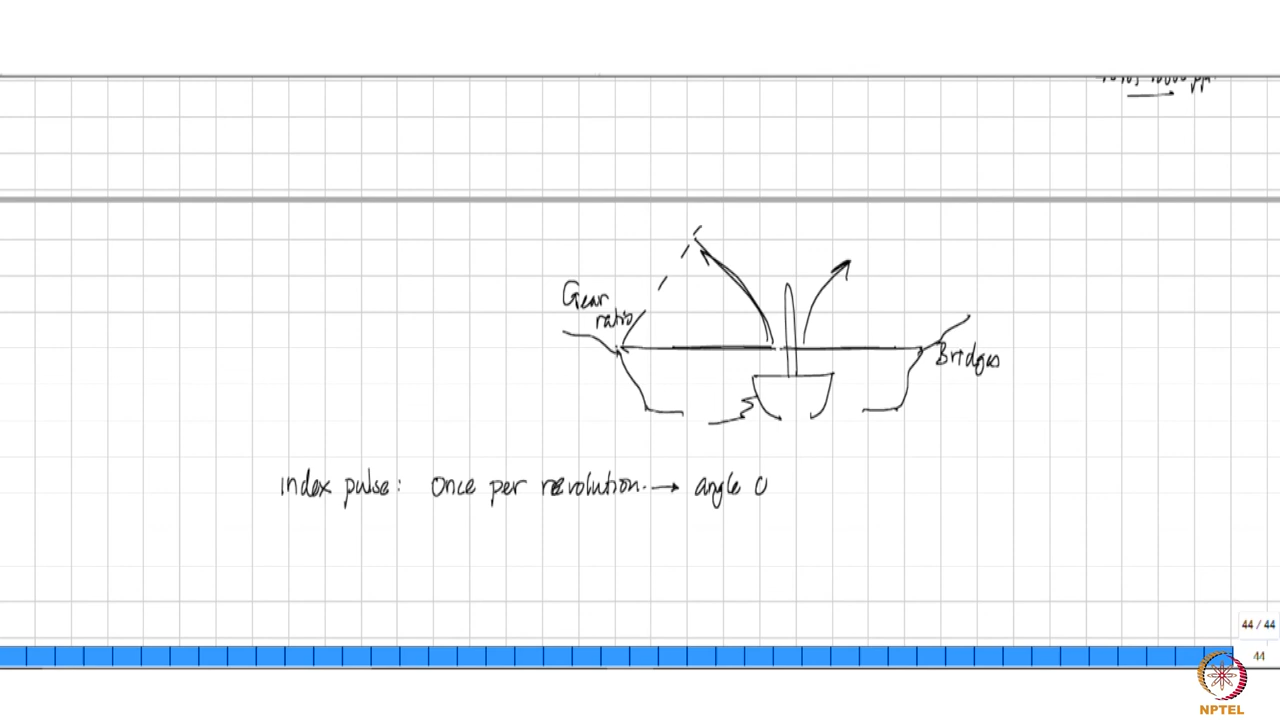 Gear
ratio
Bridges
Index pulse: Once per revolution. → angle 0
44 / 44
44
NPTEL